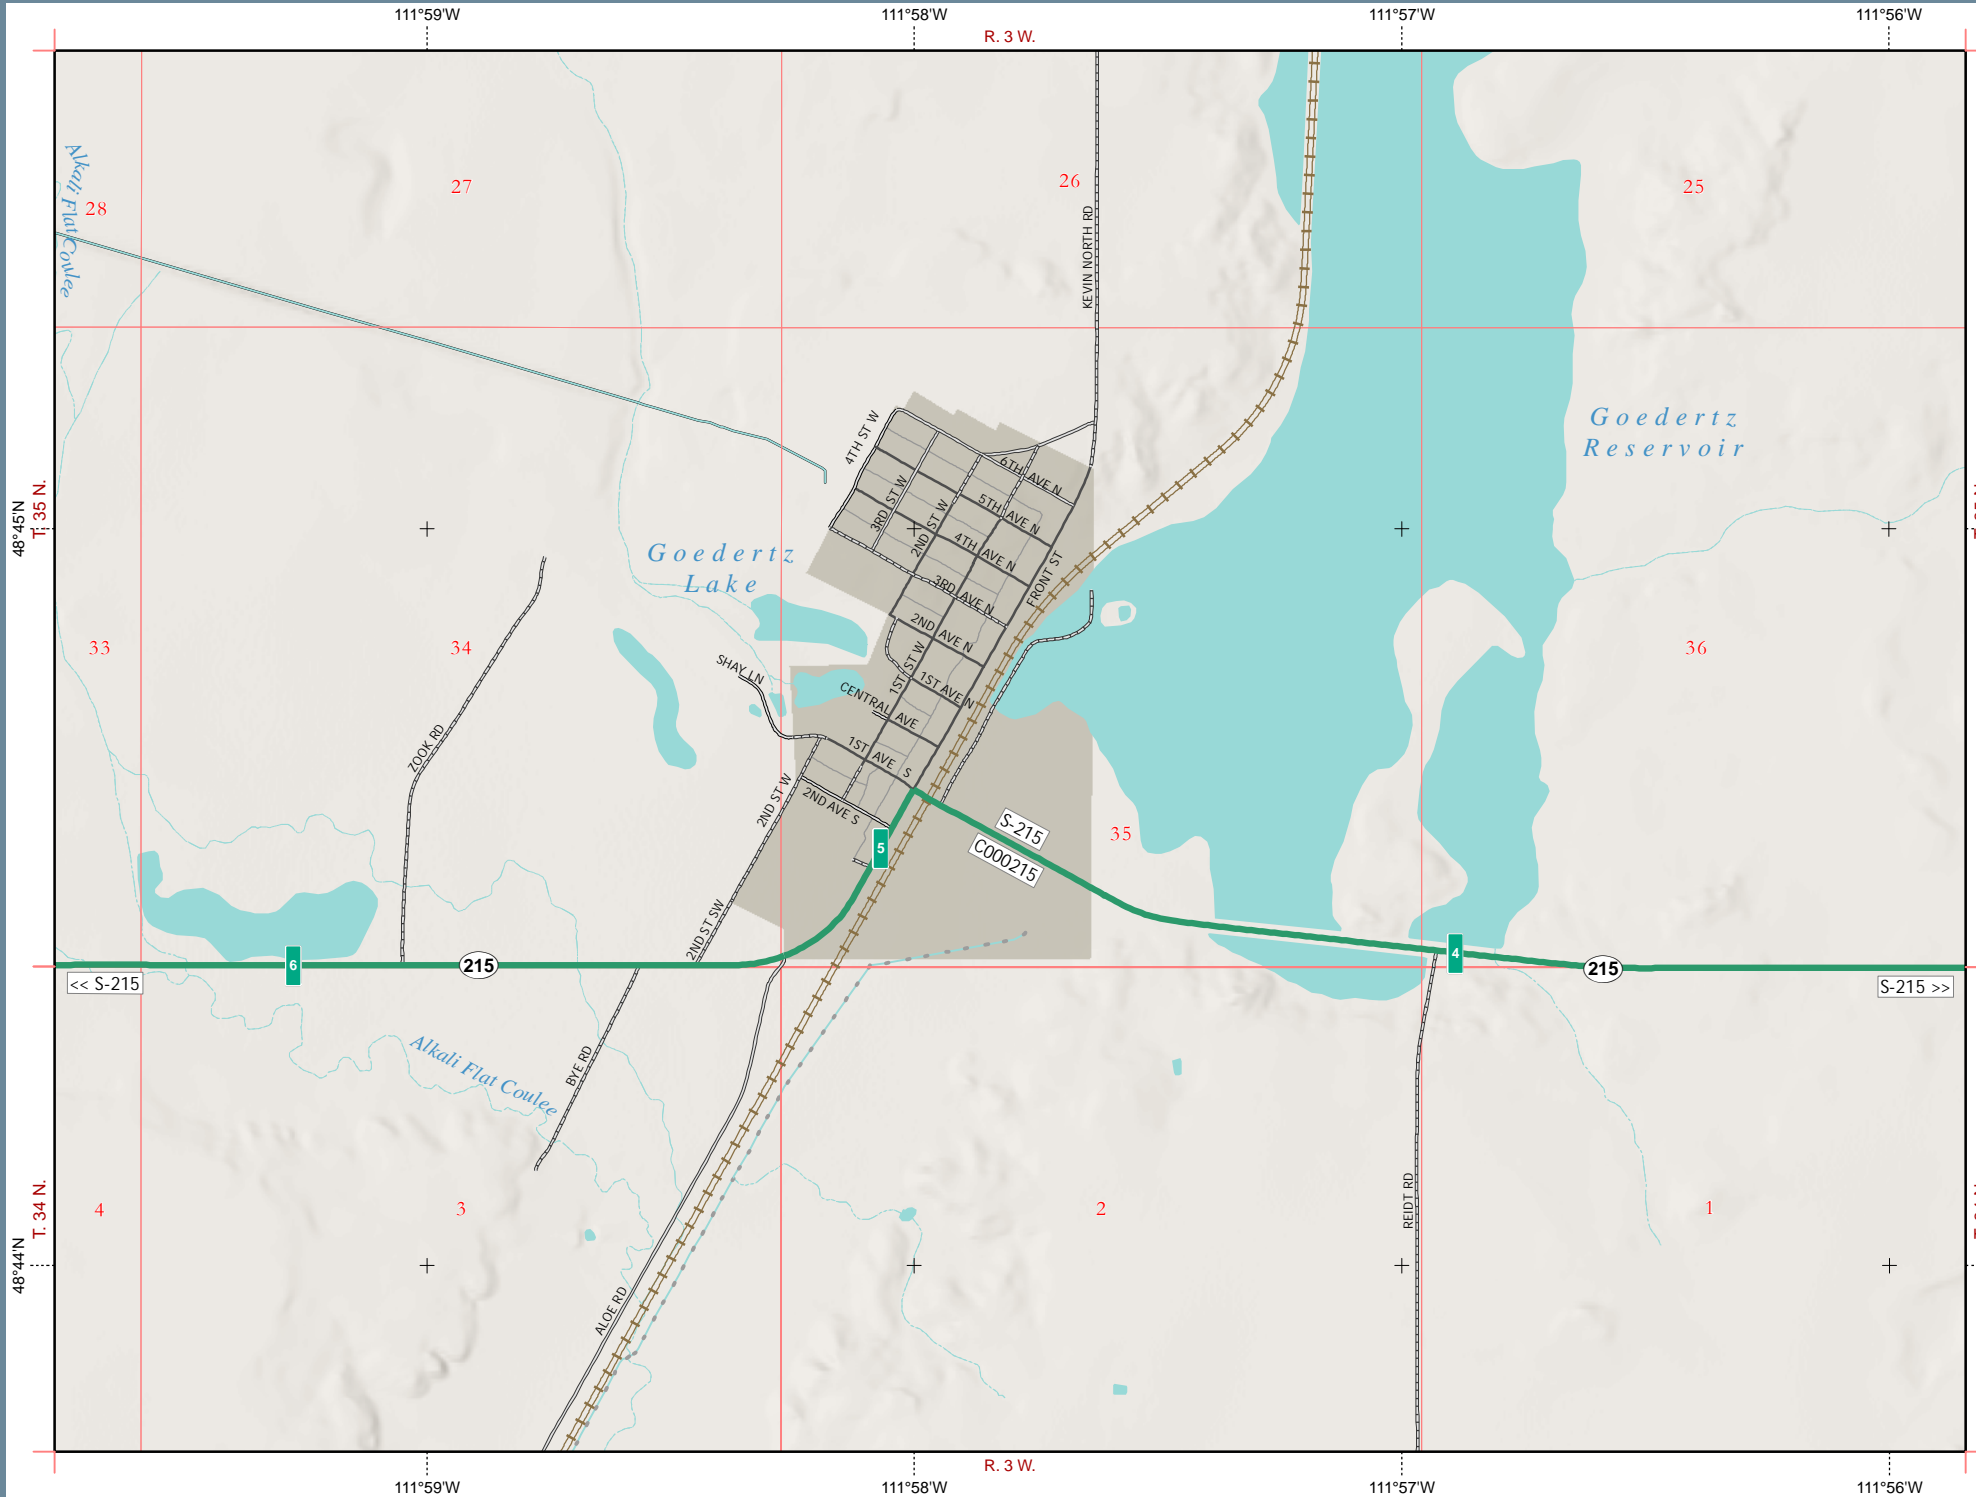 111°59'W
111°58'W
111°57'W
111°56'W
R. 3 W.
Alkali Flat Coulee
28
27
26
25
KEVIN NORTH RD
Goedertz
Reservoir
4TH ST W
6TH AVE N
3RD ST W
2ND ST W
5TH AVE N
4TH AVE N
3RD AVE N
FRONT ST
48°45'N
T. 35 N.
Goedertz
Lake
33
34
36
2ND AVE N
1ST ST W
SHAY LN
1ST AVE N
CENTRAL AVE
ZOOK RD
1ST AVE S
2ND ST W
2ND AVE S
5
S-215
C000215
35
2ND ST SW
6
215
4
215
<< S-215
S-215 >>
Alkali Flat Coulee
BYE RD
4
3
2
1
REIDT RD
T. 34 N.
48°44'N
ALOE RD
R. 3 W.
111°59'W
111°58'W
111°57'W
111°56'W